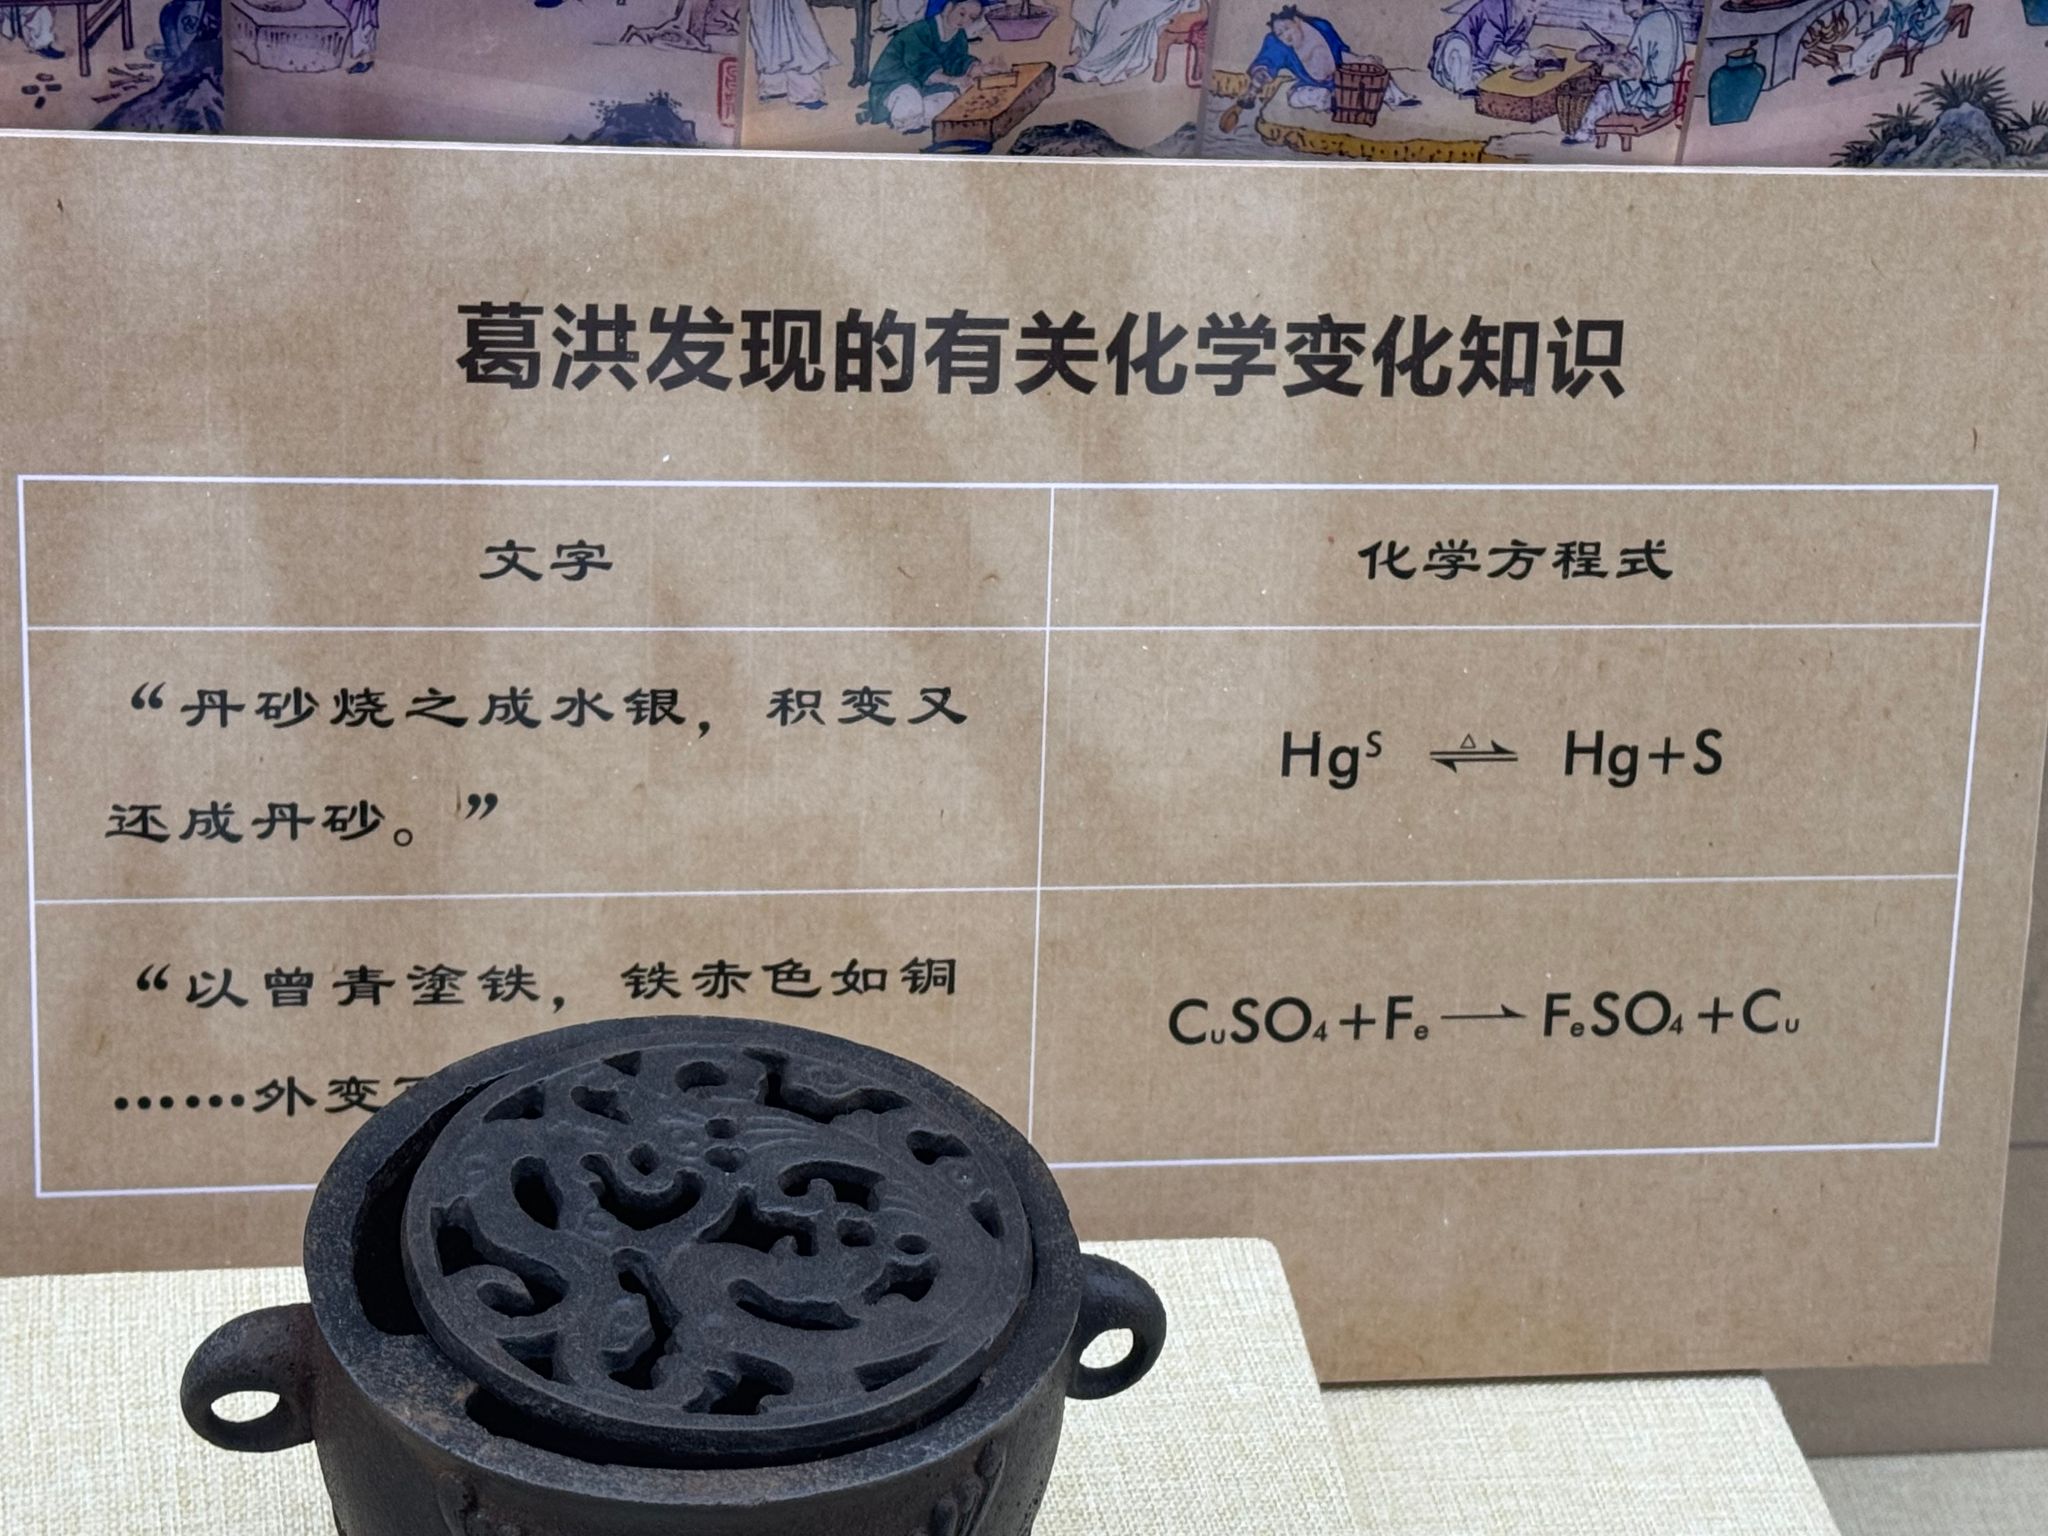 葛洪发现的有关化学变化知识
文字
化学方程式
“丹砂烧之成水银，积变又
还成丹砂。”
Hgˢ ⇌ Hg+S
△
“以曾青塗铁，铁赤色如铜
……外变
CuSO₄+Fe→FeSO₄+Cu